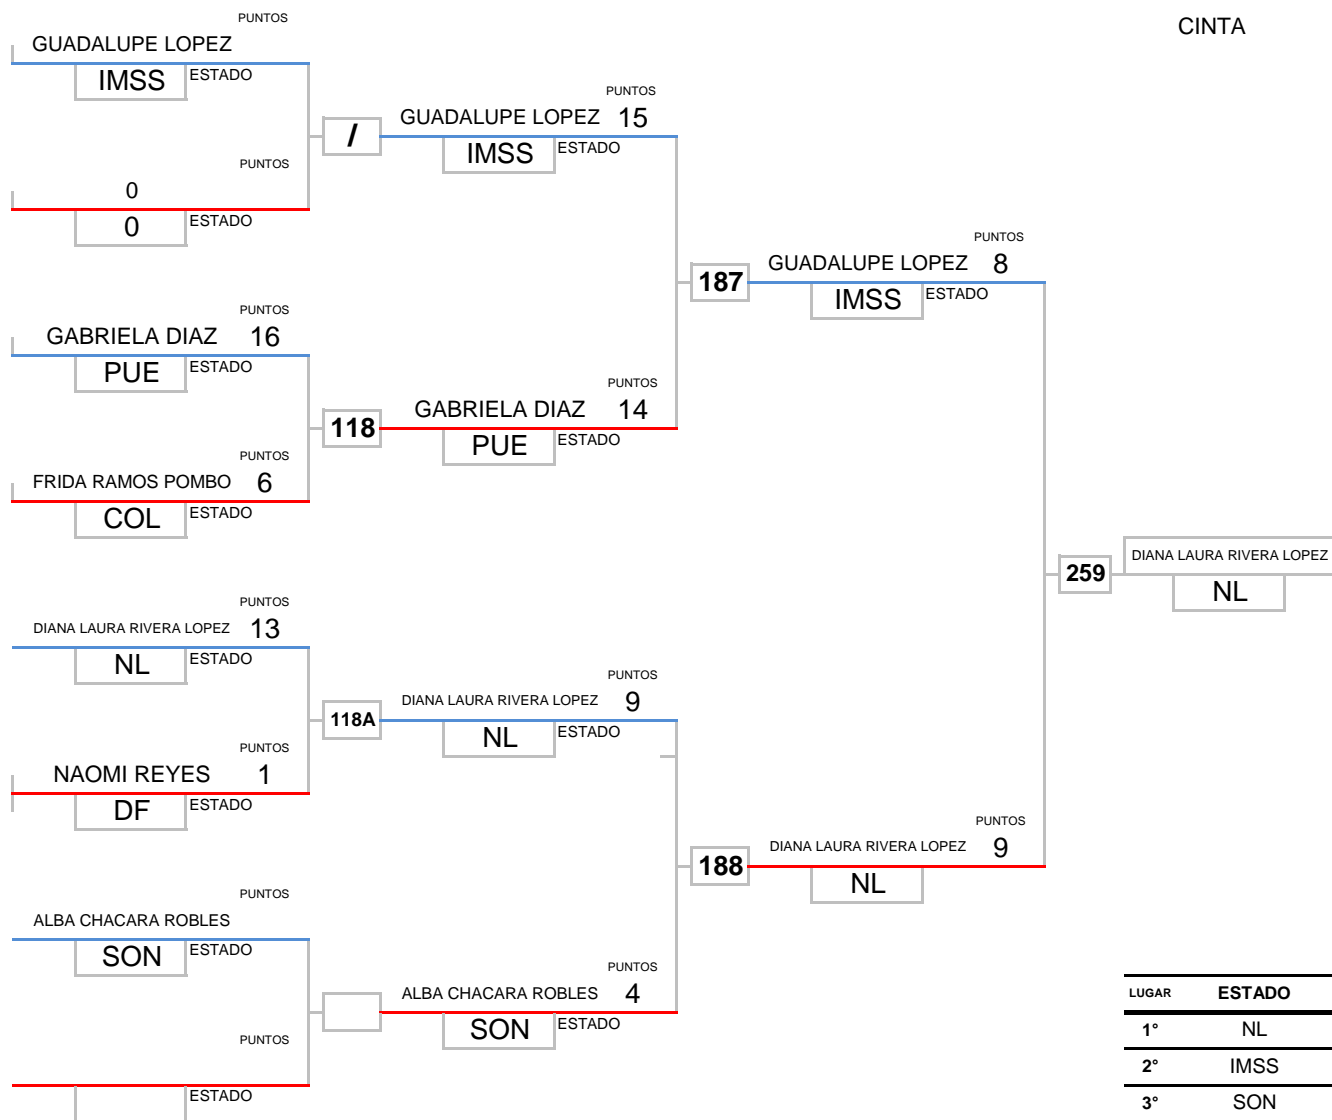 CINTA
PUNTOS
GUADALUPE LOPEZ
IMSS ESTADO
PUNTOS
0
0 ESTADO
/
PUNTOS
GUADALUPE LOPEZ 15
IMSS ESTADO
PUNTOS
GABRIELA DIAZ 16
PUE ESTADO
PUNTOS
FRIDA RAMOS POMBO 6
COL ESTADO
118
PUNTOS
GABRIELA DIAZ 14
PUE ESTADO
187
PUNTOS
GUADALUPE LOPEZ 8
IMSS ESTADO
PUNTOS
DIANA LAURA RIVERA LOPEZ 13
NL ESTADO
PUNTOS
NAOMI REYES 1
DF ESTADO
118A
PUNTOS
DIANA LAURA RIVERA LOPEZ 9
NL ESTADO
PUNTOS
ALBA CHACARA ROBLES
SON ESTADO
PUNTOS
ESTADO
PUNTOS
ALBA CHACARA ROBLES 4
SON ESTADO
188
PUNTOS
DIANA LAURA RIVERA LOPEZ 9
NL
259
DIANA LAURA RIVERA LOPEZ
NL
LUGAR ESTADO
1° NL
2° IMSS
3° SON